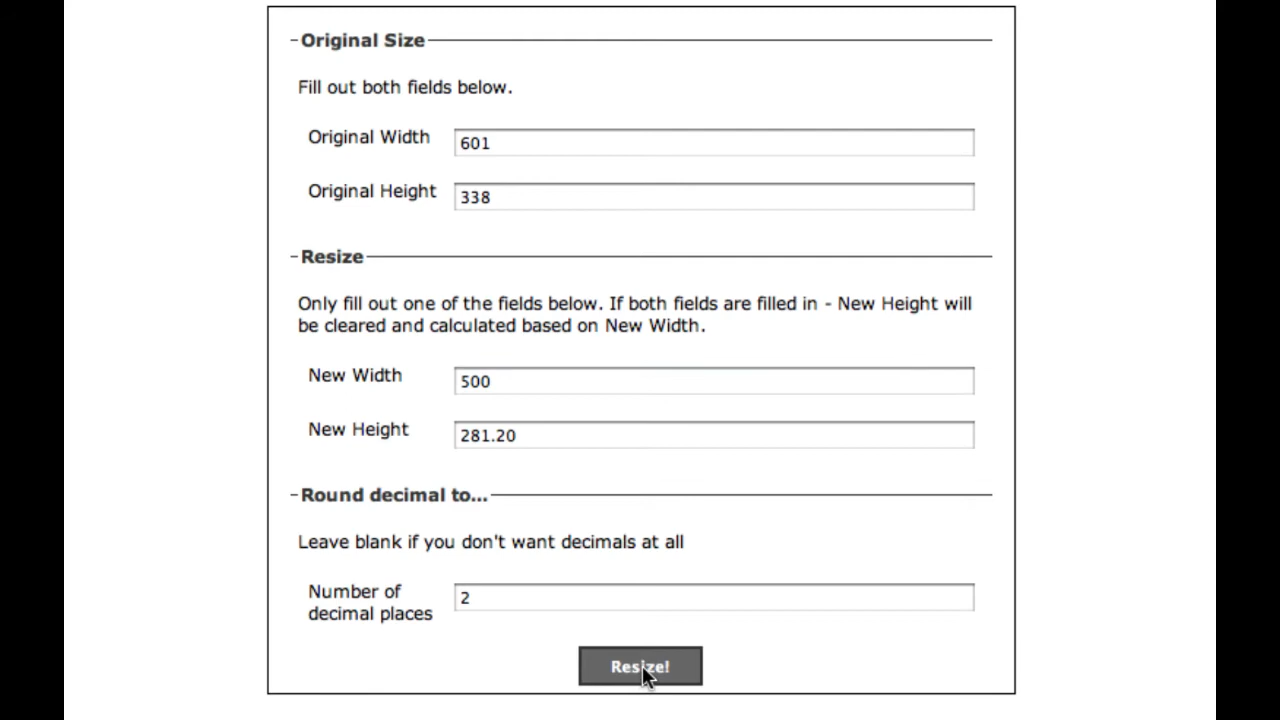 Original Size
Fill out both fields below.
Original Width
601
Original Height
338
Resize
Only fill out one of the fields below. If both fields are filled in - New Height will
be cleared and calculated based on New Width.
New Width
500
New Height
281.20
Round decimal to...
Leave blank if you don't want decimals at all
Number of
decimal places
2
Resize!